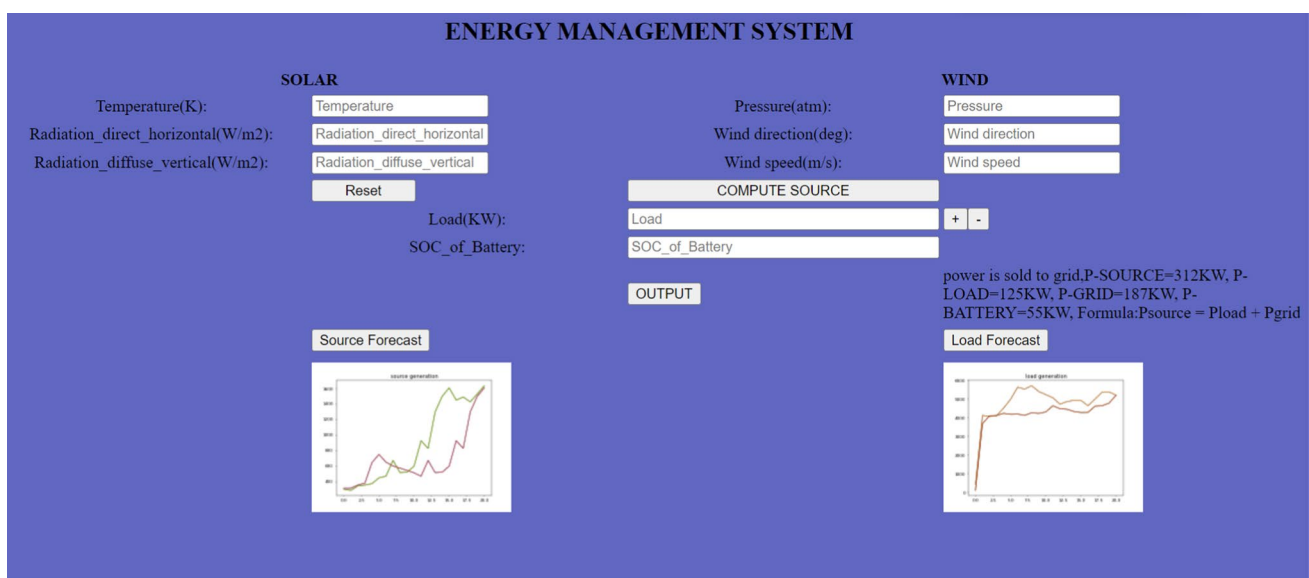 ENERGY MANAGEMENT SYSTEM
SOLAR
WIND
Temperature(K):
Temperature
Pressure(atm):
Pressure
Radiation_direct_horizontal(W/m2):
Radiation_direct_horizontal
Wind direction(deg):
Wind direction
Radiation_diffuse_vertical(W/m2):
Radiation_diffuse_vertical
Wind speed(m/s):
Wind speed
Reset
COMPUTE SOURCE
Load(KW):
Load
+
-
SOC_of_Battery:
SOC_of_Battery
OUTPUT
power is sold to grid,P-SOURCE=312KW, P-
LOAD=125KW, P-GRID=187KW, P-
BATTERY=55KW, Formula:Psource = Pload + Pgrid
Source Forecast
Load Forecast
source generation
load generation